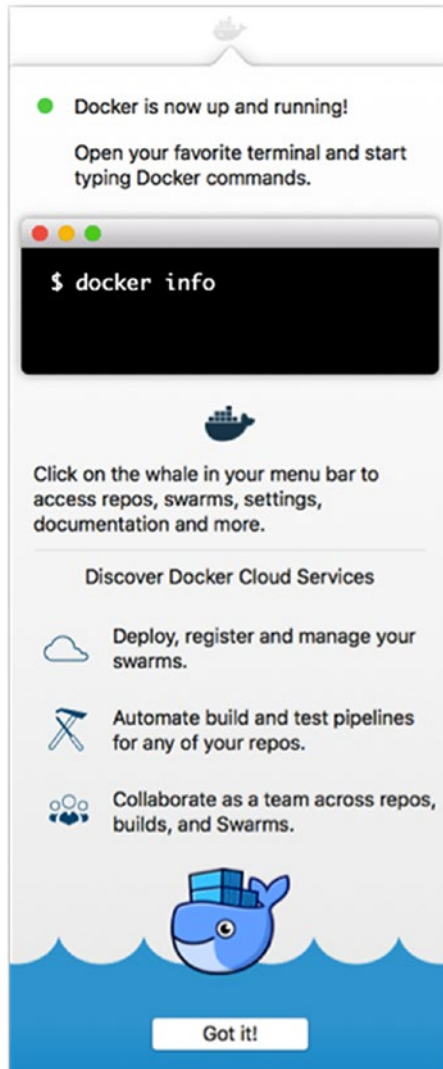 Docker is now up and running!
Open your favorite terminal and start
typing Docker commands.
$ docker info
Click on the whale in your menu bar to
access repos, swarms, settings,
documentation and more.
Discover Docker Cloud Services
Deploy, register and manage your
swarms.
Automate build and test pipelines
for any of your repos.
Collaborate as a team across repos,
builds, and Swarms.
Got it!